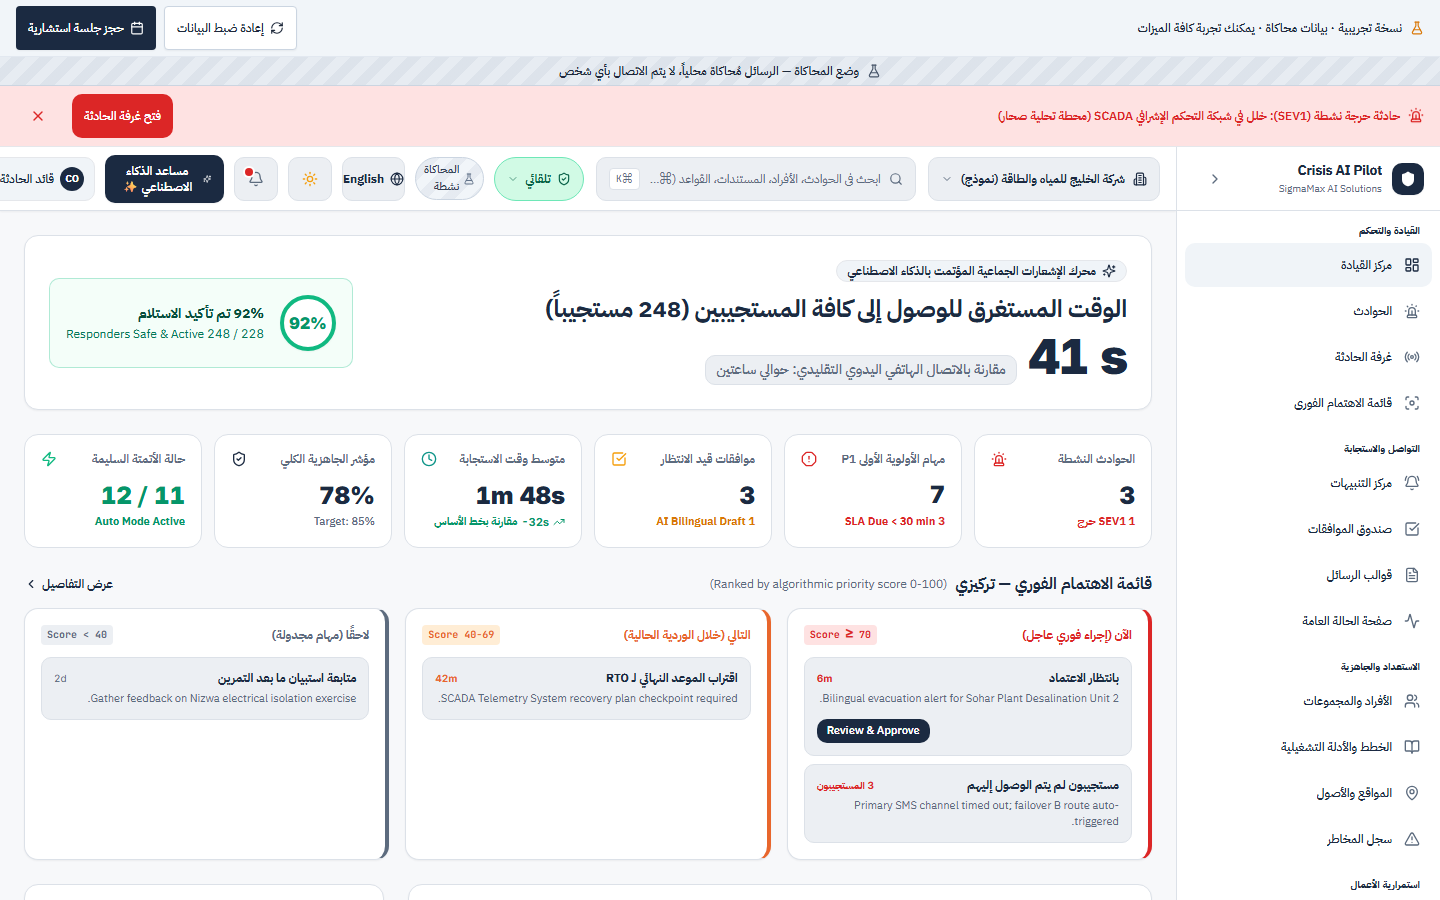 نسخة تجريبية · بيانات محاكاة · يمكنك تجربة كافة الميزات
إعادة ضبط البيانات
حجز جلسة استشارية
وضع المحاكاة — الرسائل مُحاكاة محلياً، لا يتم الاتصال بأي شخص
حادثة حرجة نشطة (SEV1): خلل في شبكة التحكم الإشرافي SCADA (محطة تحلية صحار)
فتح غرفة الحادثة
Crisis AI Pilot
SigmaMax AI Solutions
شركة الخليج للمياه والطاقة (نموذج)
ابحث في الحوادث، الأفراد، المستندات، القواعد (⌘...
⌘K
تلقائي
المحاكاة
نشطة
English
مساعد الذكاء
الاصطناعي ✨
CO
قائد الحادثة
القيادة والتحكم
مركز القيادة
الحوادث
غرفة الحادثة
قائمة الاهتمام الفوري
التواصل والاستجابة
مركز التنبيهات
صندوق الموافقات
قوالب الرسائل
صفحة الحالة العامة
الاستعداد والجاهزية
الأفراد والمجموعات
الخطط والأدلة التشغيلية
المواقع والأصول
سجل المخاطر
استمرارية الأعمال
محرك الإشعارات الجماعية المؤتمت بالذكاء الاصطناعي
الوقت المستغرق للوصول إلى كافة المستجيبين (248 مستجيباً)
41 s
مقارنة بالاتصال الهاتفي اليدوي التقليدي: حوالي ساعتين
92%
92% تم تأكيد الاستلام
Responders Safe & Active 248 / 228
الحوادث النشطة
3
1 SEV1 حرج
مهام الأولوية الأولى P1
7
SLA Due < 30 min 3
موافقات قيد الانتظار
3
AI Bilingual Draft 1
متوسط وقت الاستجابة
1m 48s
-32s مقارنة بخط الأساس
مؤشر الجاهزية الكلي
78%
Target: 85%
حالة الأتمتة السليمة
12 / 11
Auto Mode Active
قائمة الاهتمام الفوري — تركيزي (Ranked by algorithmic priority score 0-100)
عرض التفاصيل
الآن (إجراء فوري عاجل)
Score ≥ 70
بانتظار الاعتماد
6m
.Bilingual evacuation alert for Sohar Plant Desalination Unit 2
Review & Approve
مستجيبون لم يتم الوصول إليهم
3 المستجيبون
Primary SMS channel timed out; failover B route auto-
.triggered
التالي (خلال الوردية الحالية)
Score 40-69
اقتراب الموعد النهائي لـ RTO
42m
.SCADA Telemetry System recovery plan checkpoint required
لاحقًا (مهام مجدولة)
Score < 40
متابعة استبيان ما بعد التمرين
2d
.Gather feedback on Nizwa electrical isolation exercise